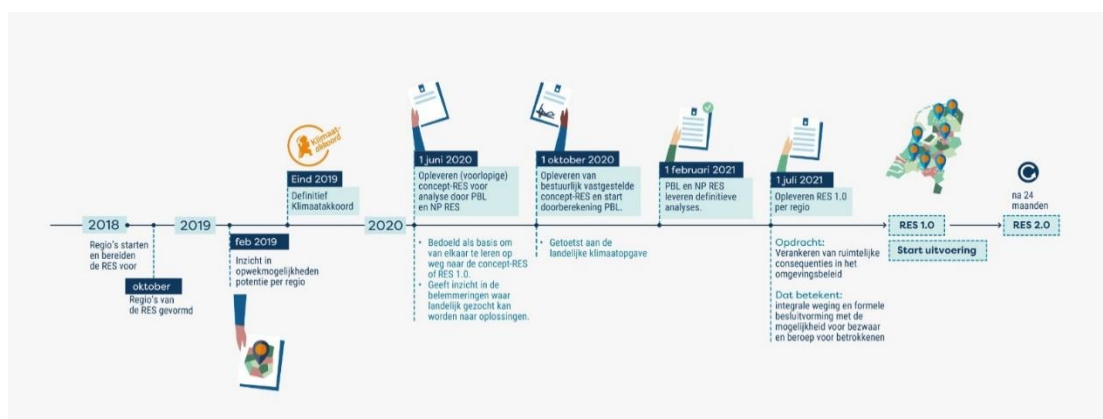 2018
Regio's starten
en bereiden
de RES voor
oktober
Regio's van
de RES gevormd
2019
feb 2019
Inzicht in
opwekmogelijkheden
potentie per regio
Klimaat-
akkoord
Eind 2019
Definitief
Klimaatakkoord
2020
1 juni 2020
Opleveren (voorlopige)
concept-RES voor
analyse door PBL
en NP RES
• Bedoeld als basis om
van elkaar te leren op
weg naar de concept-RES
of RES 1.0.
• Geeft inzicht in de
belemmeringen waar
landelijk gezocht kan
worden naar oplossingen.
1 oktober 2020
Opleveren van
bestuurlijk vastgestelde
concept-RES en start
doorberekening PBL.
• Getoetst aan de
landelijke klimaatopgave
1 februari 2021
PBL en NP RES
leveren definitieve
analyses.
1 juli 2021
Opleveren RES 1.0
per regio
Opdracht:
Verankeren van ruimtelijke
consequenties in het
omgevingsbeleid
Dat betekent:
integrale weging en formele
besluitvorming met de
mogelijkheid voor bezwaar
en beroep voor betrokkenen
RES 1.0
Start uitvoering
na 24
maanden
RES 2.0